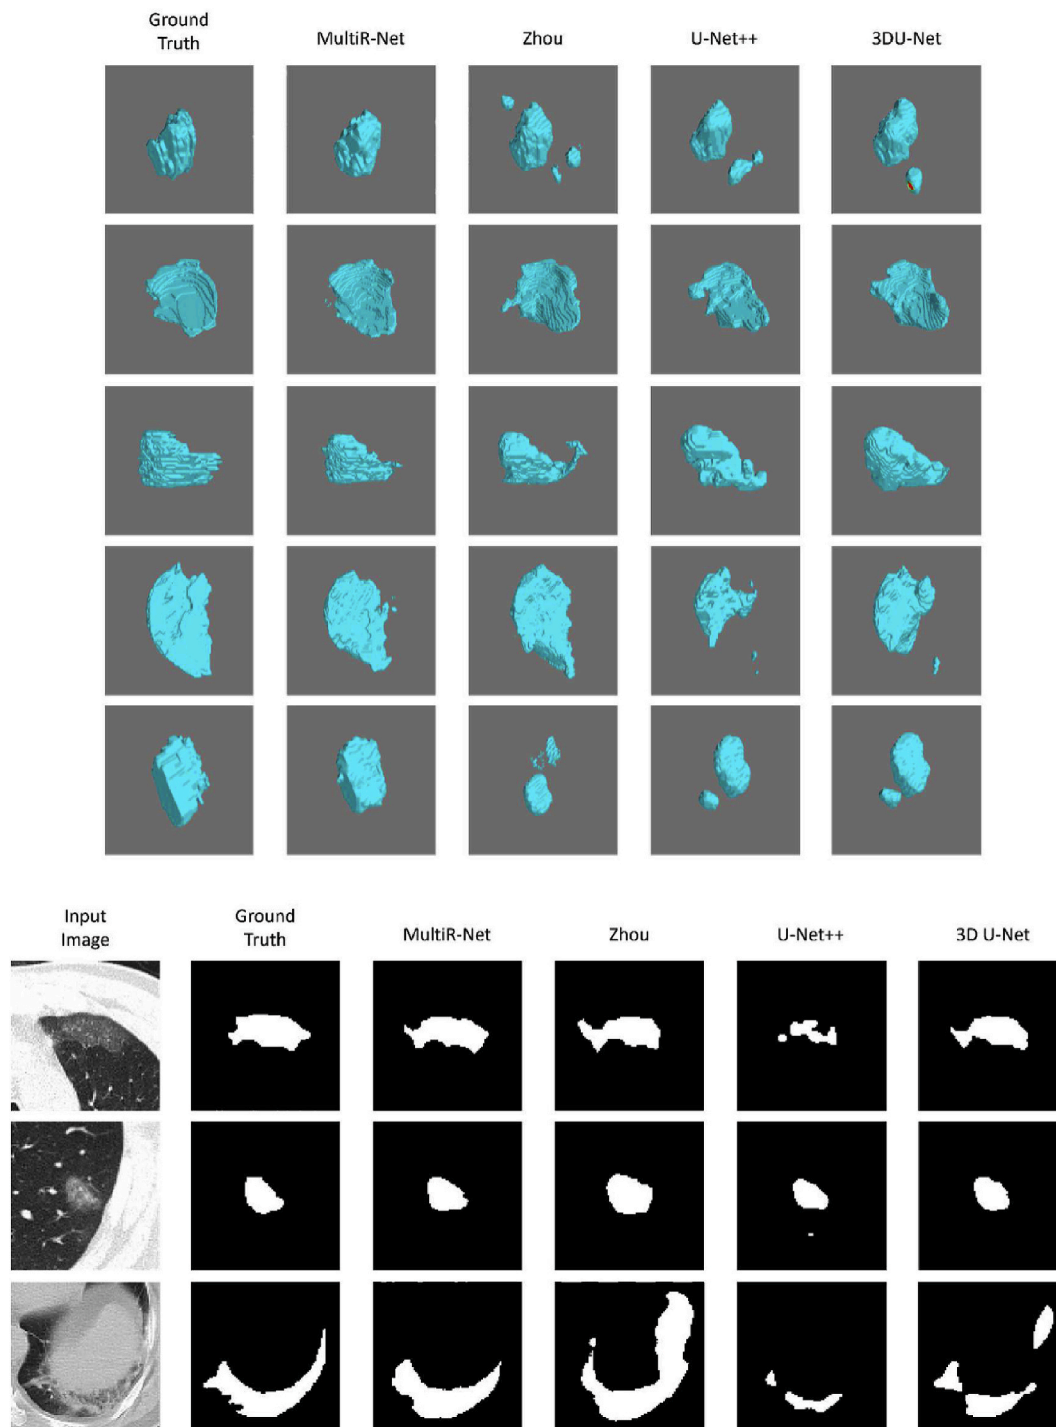 Ground
Truth
MultiR-Net
Zhou
U-Net++
3DU-Net
Input
Image
Ground
Truth
MultiR-Net
Zhou
U-Net++
3D U-Net